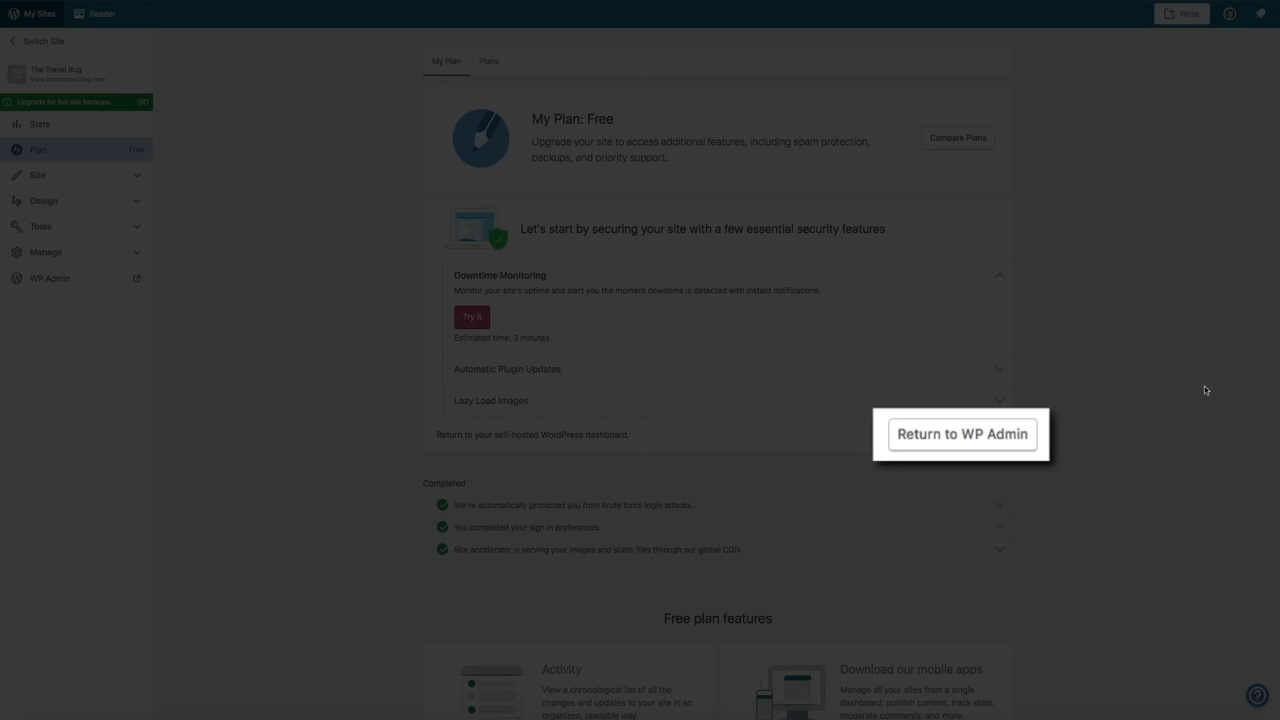 My Sites
Reader
Write
Switch Site
The Travel Bug
Upgrade for full site backups.
GO
Stats
Plan
Free
Site
Design
Tools
Manage
WP Admin
My Plan
Plans
My Plan: Free
Upgrade your site to access additional features, including spam protection,
backups, and priority support.
Compare Plans
Let's start by securing your site with a few essential security features
Downtime Monitoring
Monitor your site's uptime and alert you the moment downtime is detected with instant notifications.
Try it
Estimated time: 3 minutes
Automatic Plugin Updates
Lazy Load Images
Return to your self-hosted WordPress dashboard.
Return to WP Admin
Completed
We've automatically protected you from brute force login attacks.
You completed your sign in preferences.
Site accelerator is serving your images and static files through our global CDN.
Free plan features
Activity
View a chronological list of all the
changes and updates to your site in an
organized, readable way.
Download our mobile apps
Manage all your sites from a single
dashboard: publish content, track stats,
moderate comments, and more